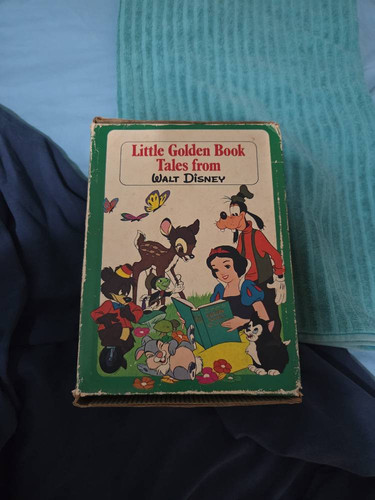 Little Golden Book
Tales from
WALT DISNEY